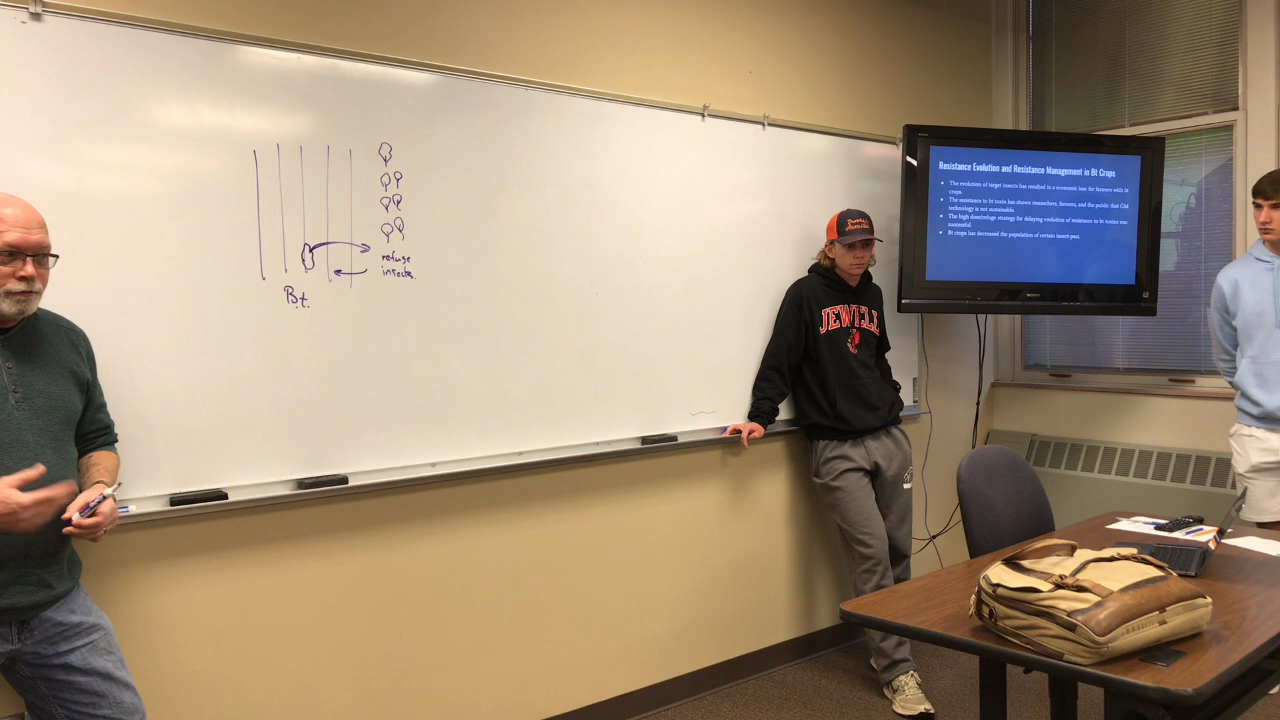 refuge
insects.
B.t.
JEWELL
Resistance Evolution and Resistance Management in Bt Crops
The evolution of target insects has resulted in a economic lose for farmers with bt
crops.
The resistance to bt toxin has shown researchers, farmers, and the public that GM
technology is not sustainable.
The high dose/refuge strategy for delaying evolution of resistance to bt toxins was
successful.
Bt crops has decreased the population of certain insect-pest.
SONY